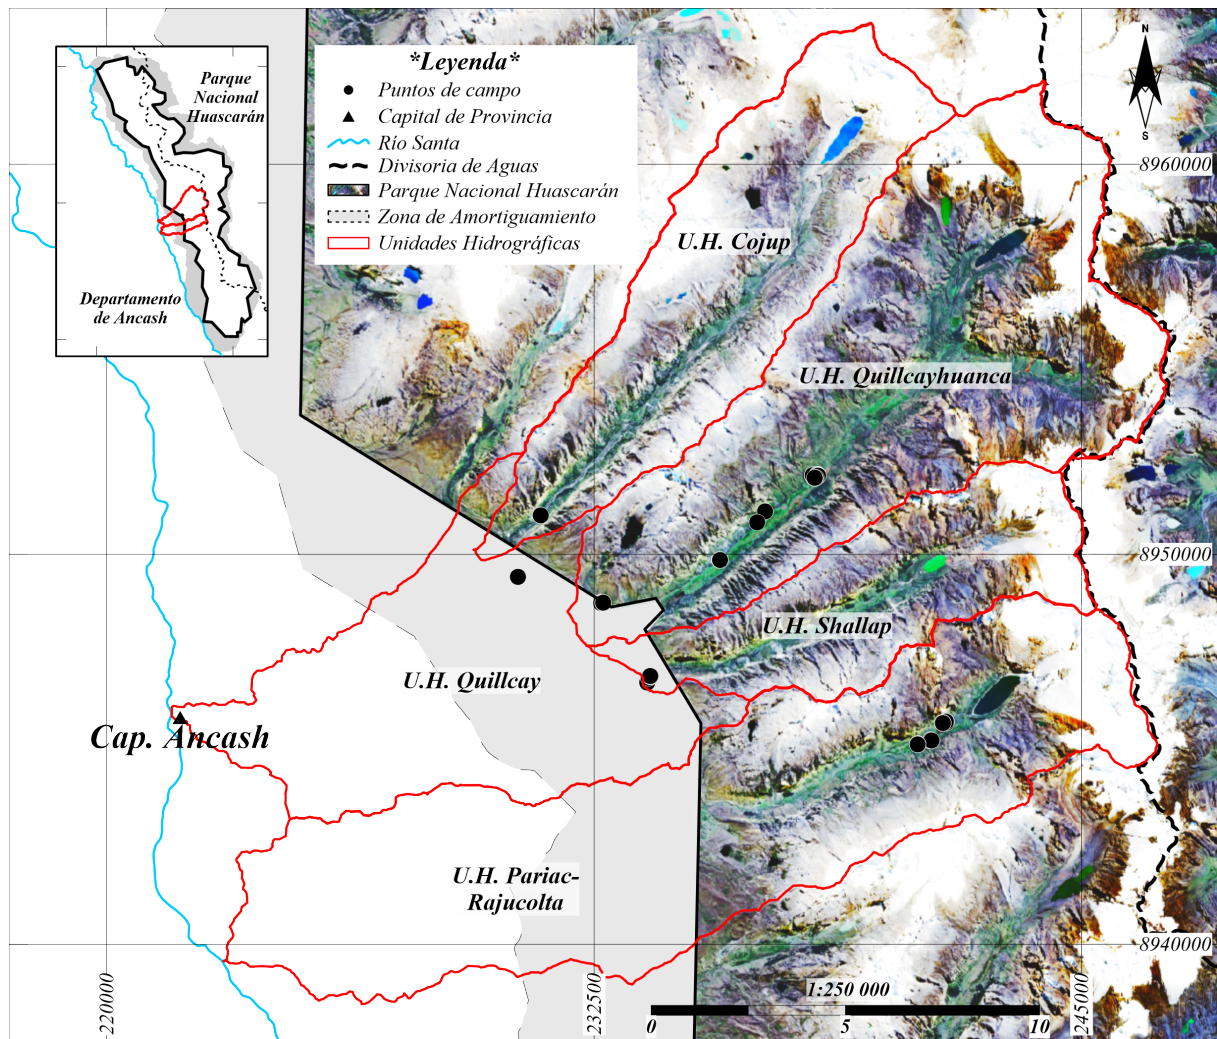 Parque
Nacional
Huascarán
Departamento
de Ancash
*Leyenda*
Puntos de campo
Capital de Provincia
Río Santa
Divisoria de Aguas
Parque Nacional Huascarán
Zona de Amortiguamiento
Unidades Hidrográficas
N
S
8960000
U.H. Cojup
U.H. Quillcayhuanca
8950000
U.H. Shallap
U.H. Quillcay
Cap. Ancash
U.H. Pariac-
Rajucolta
8940000
220000
232500
245000
1:250 000
0 5 10